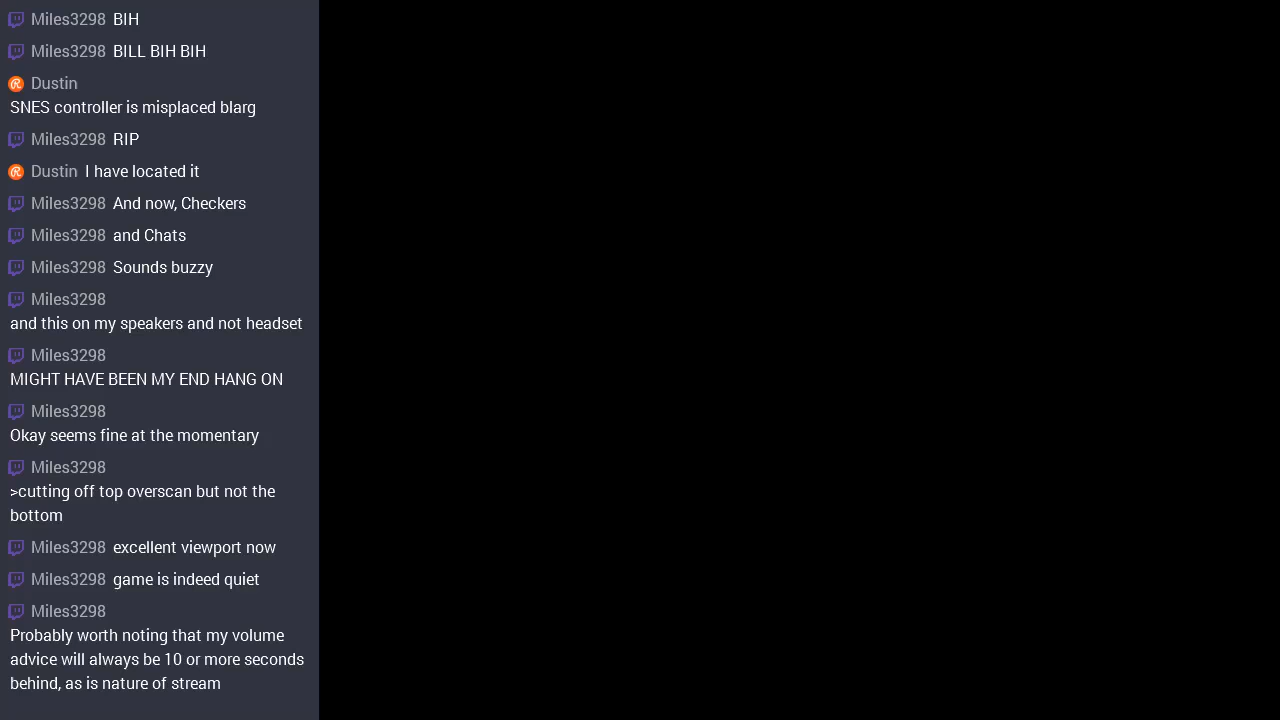 Miles3298 BIH
Miles3298 BILL BIH BIH
Dustin
SNES controller is misplaced blarg
Miles3298 RIP
Dustin I have located it
Miles3298 And now, Checkers
Miles3298 and Chats
Miles3298 Sounds buzzy
Miles3298
and this on my speakers and not headset
Miles3298
MIGHT HAVE BEEN MY END HANG ON
Miles3298
Okay seems fine at the momentary
Miles3298
>cutting off top overscan but not the
bottom
Miles3298 excellent viewport now
Miles3298 game is indeed quiet
Miles3298
Probably worth noting that my volume
advice will always be 10 or more seconds
behind, as is nature of stream